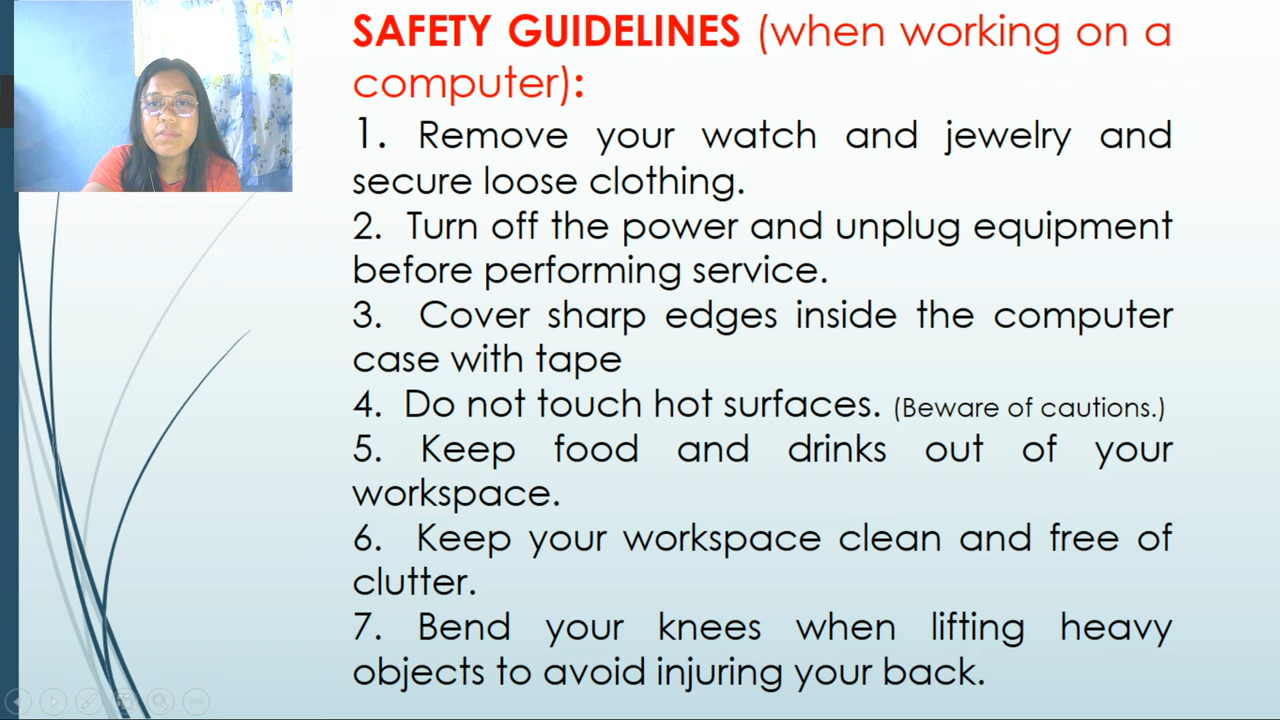 SAFETY GUIDELINES (when working on a
computer):
1. Remove your watch and jewelry and
secure loose clothing.
2. Turn off the power and unplug equipment
before performing service.
3. Cover sharp edges inside the computer
case with tape
4. Do not touch hot surfaces. (Beware of cautions.)
5. Keep food and drinks out of your
workspace.
6. Keep your workspace clean and free of
clutter.
7. Bend your knees when lifting heavy
objects to avoid injuring your back.